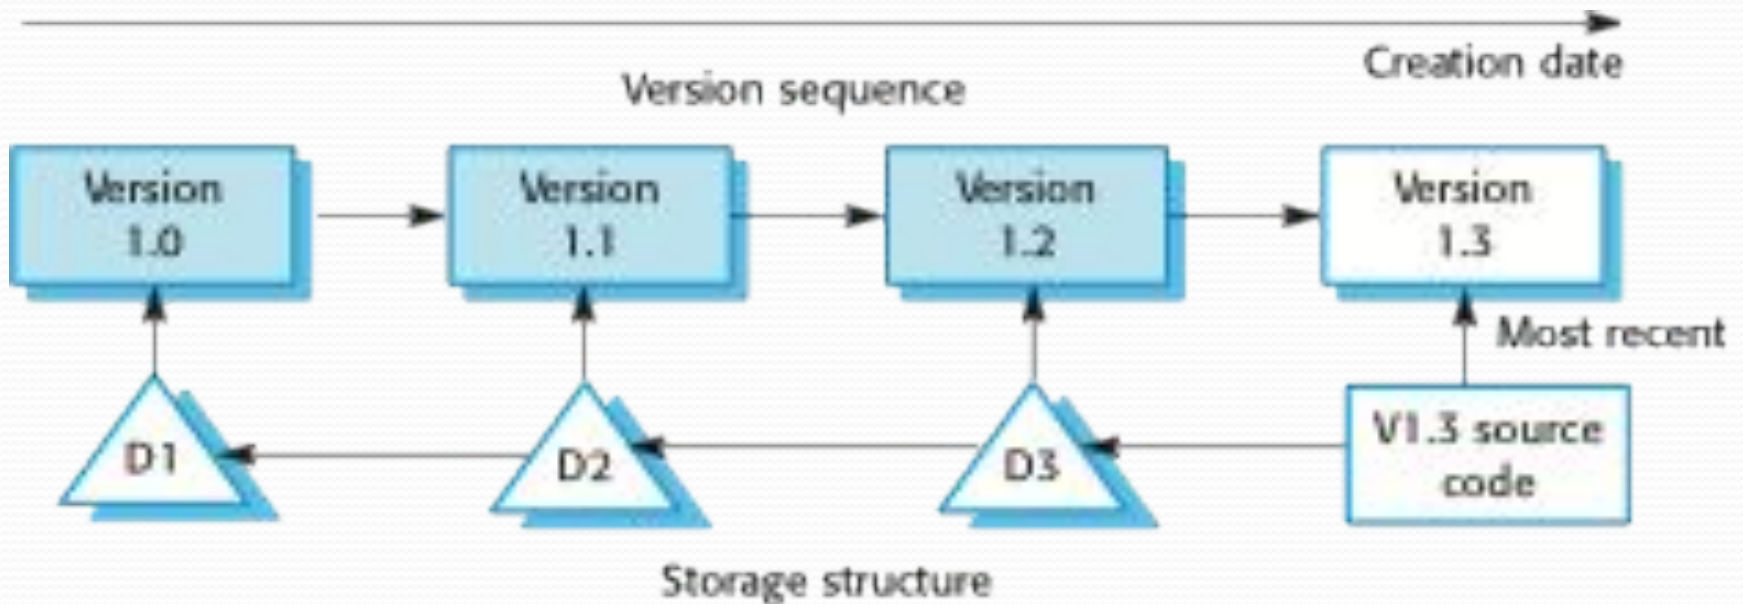 Creation date
Version sequence
Version
1.0
Version
1.1
Version
1.2
Version
1.3
Most recent
D1
D2
D3
V1.3 source
code
Storage structure